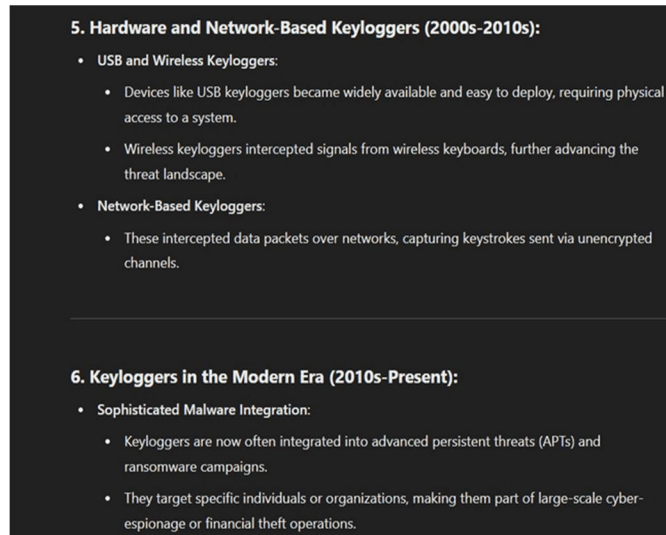 5. Hardware and Network-Based Keyloggers (2000s-2010s):
• USB and Wireless Keyloggers:
• Devices like USB keyloggers became widely available and easy to deploy, requiring physical
access to a system.
• Wireless keyloggers intercepted signals from wireless keyboards, further advancing the
threat landscape.
• Network-Based Keyloggers:
• These intercepted data packets over networks, capturing keystrokes sent via unencrypted
channels.
6. Keyloggers in the Modern Era (2010s-Present):
• Sophisticated Malware Integration:
• Keyloggers are now often integrated into advanced persistent threats (APTs) and
ransomware campaigns.
• They target specific individuals or organizations, making them part of large-scale cyber-
espionage or financial theft operations.